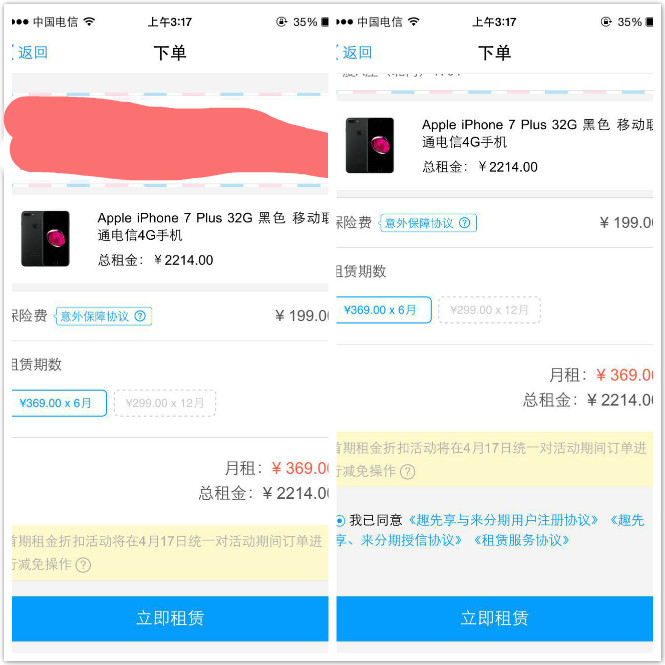 中国电信 上午3:17 35%
返回 下单
Apple iPhone 7 Plus 32G 黑色 移动联
通电信4G手机
总租金：￥2214.00
保险费 意外保障协议 ? ￥199.00
租赁期数
¥369.00 x 6月 ¥299.00 x 12月
月租：￥369.00
总租金：￥2214.00
首期租金折扣活动将在4月17日统一对活动期间订单进
行减免操作 ?
立即租赁
中国电信 上午3:17 35%
返回 下单
Apple iPhone 7 Plus 32G 黑色 移动联
通电信4G手机
总租金：￥2214.00
保险费 意外保障协议 ? ￥199.00
租赁期数
¥369.00 x 6月 ¥299.00 x 12月
月租：￥369.00
总租金：￥2214.00
首期租金折扣活动将在4月17日统一对活动期间订单进
行减免操作 ?
我已同意《趣先享与来分期用户注册协议》《趣先
享、来分期授信协议》《租赁服务协议》
立即租赁